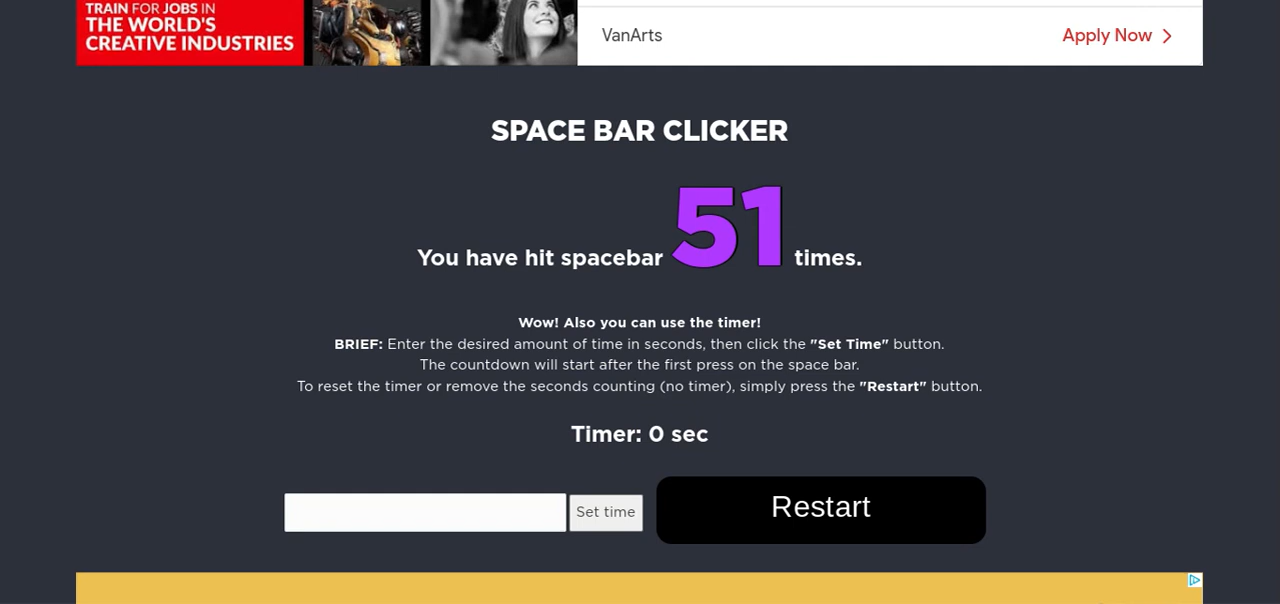 TRAIN FOR JOBS IN
THE WORLD'S
CREATIVE INDUSTRIES
VanArts
Apply Now
SPACE BAR CLICKER
You have hit spacebar 51 times.
Wow! Also you can use the timer!
BRIEF: Enter the desired amount of time in seconds, then click the "Set Time" button.
The countdown will start after the first press on the space bar.
To reset the timer or remove the seconds counting (no timer), simply press the "Restart" button.
Timer: 0 sec
Set time
Restart